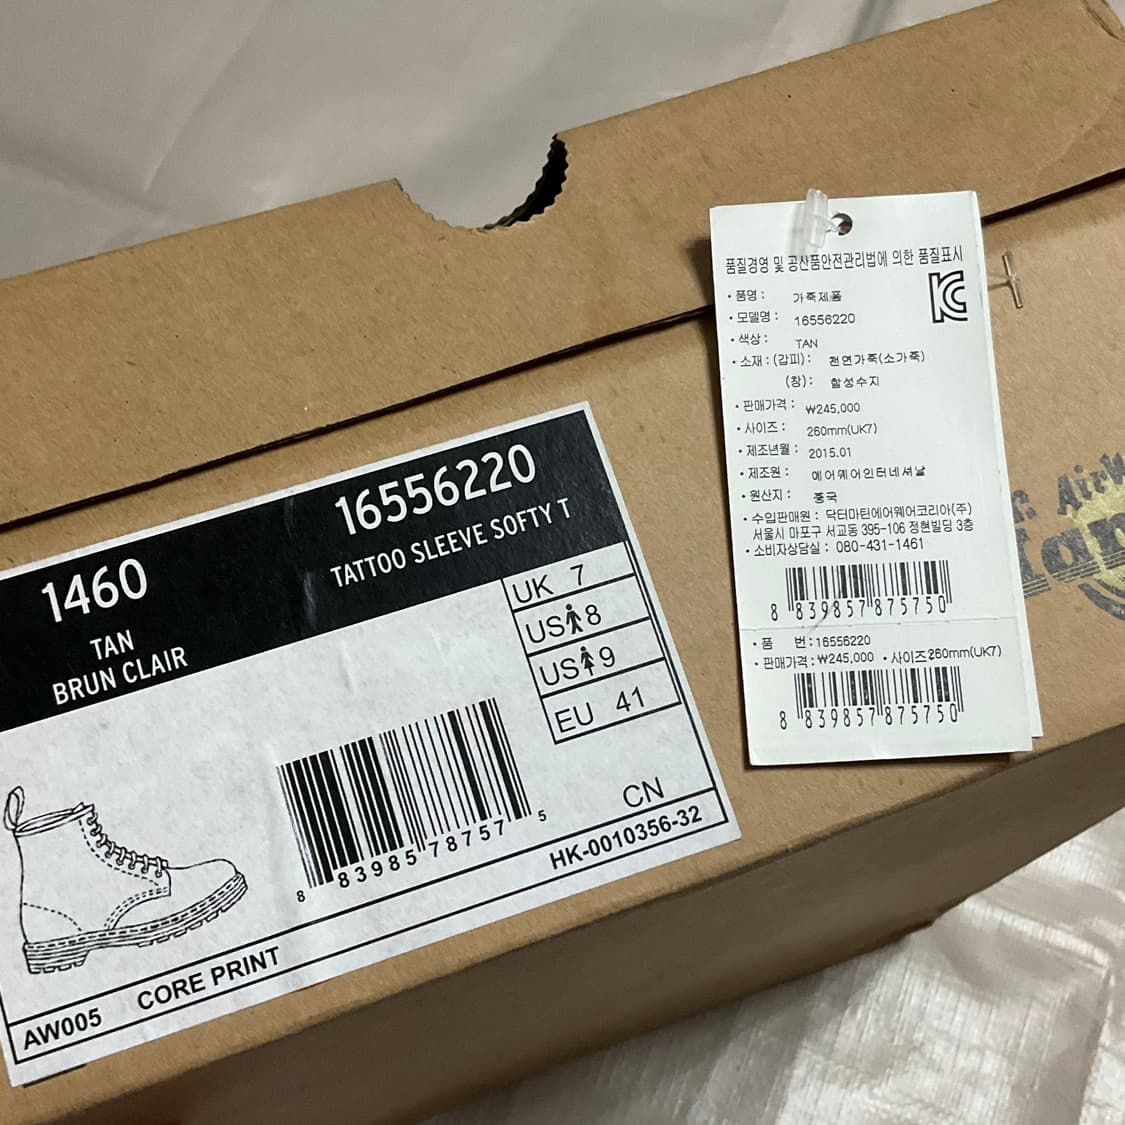 1460
TAN
BRUN CLAIR
16556220
TATTOO SLEEVE SOFTY T
UK 7
US 8
US 9
EU 41
8 83985 78757 5
CN
HK-0010356-32
AW005 CORE PRINT
품질경영 및 공산품안전관리법에 의한 품질표시
• 품명 : 가죽제품
• 모델명 : 16556220
• 색상 : TAN
• 소재 : (갑피) : 천연가죽(소가죽)
(창) : 합성수지
• 판매가격 : ₩245,000
• 사이즈 : 260mm(UK7)
• 제조년월 : 2015.01
• 제조원 : 에어웨어인터네셔날
• 원산지 : 중국
• 수입판매원 : 닥터마틴에어웨어코리아(주)
서울시 마포구 서교동 395-106 정현빌딩 3층
• 소비자상담실 : 080-431-1461
8 839857 875750
• 품 번:16556220
• 판매가격:₩245,000 • 사이즈260mm(UK7)
8 839857 875750